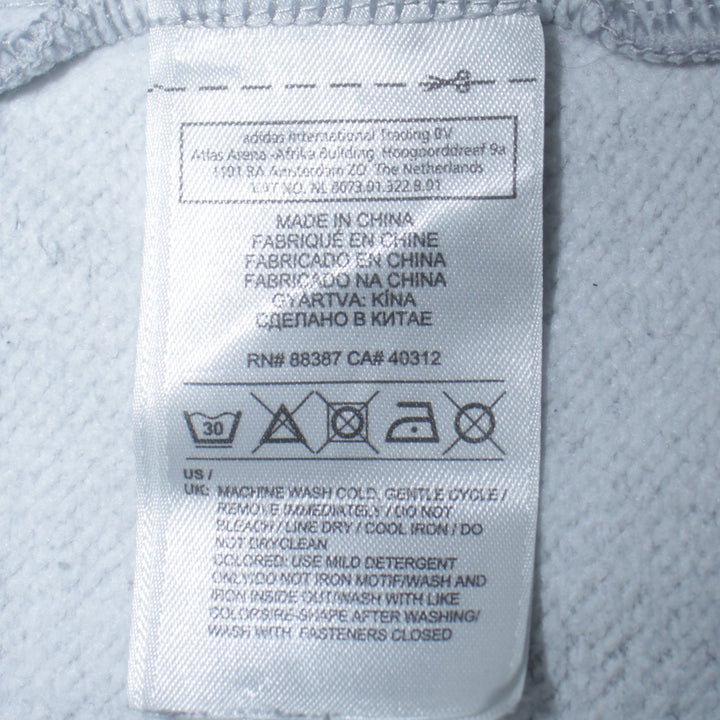 adidas International Trading BV
Atlas Arena -Afrika Building, Hoogoorddreef 9a
1101 BA Amsterdam ZO, The Netherlands
VAT NO. NL 8073.01.322.B.01
MADE IN CHINA
FABRIQUÉ EN CHINE
FABRICADO EN CHINA
FABRICADO NA CHINA
GYÁRTVA: KÍNA
СДЕЛАНО В КИТАЕ
RN# 88387 CA# 40312
30
US /
UK: MACHINE WASH COLD, GENTLE CYCLE /
REMOVE IMMEDIATELY / DO NOT
BLEACH / LINE DRY / COOL IRON / DO
NOT DRYCLEAN
COLORED: USE MILD DETERGENT
ONLY/DO NOT IRON MOTIF/WASH AND
IRON INSIDE OUT/WASH WITH LIKE
COLORS/RE-SHAPE AFTER WASHING/
WASH WITH FASTENERS CLOSED